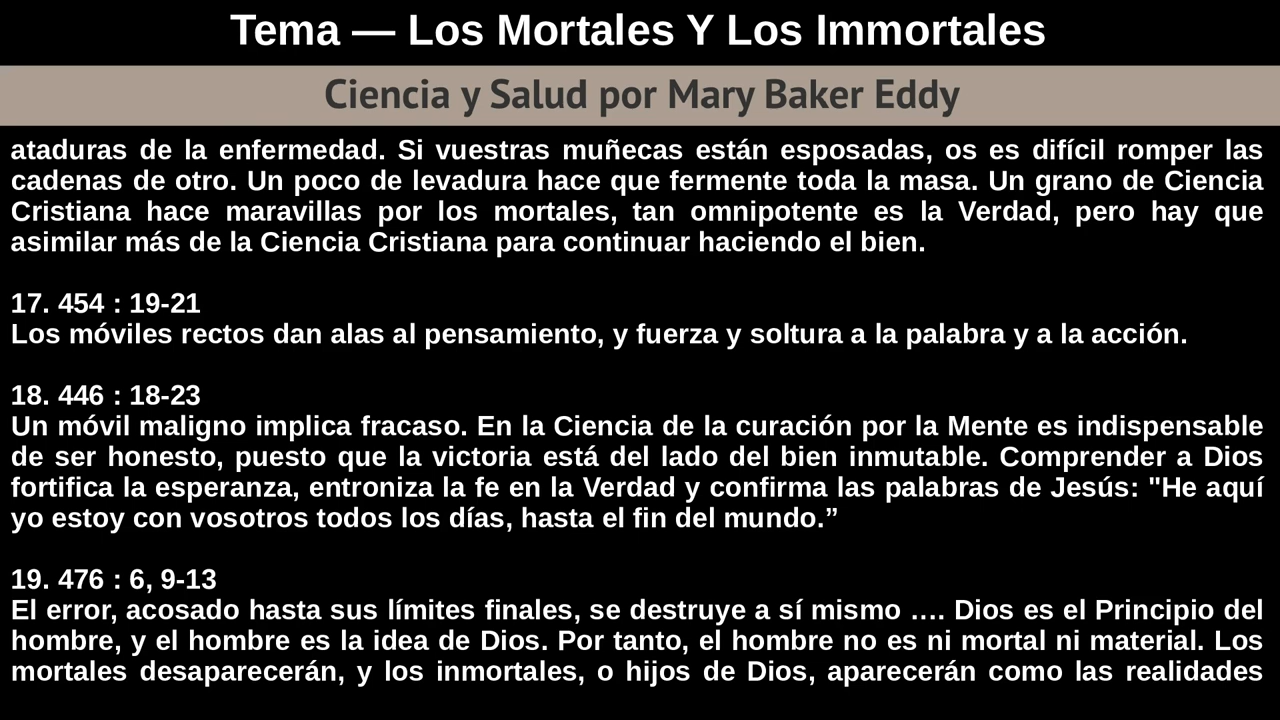 Tema — Los Mortales Y Los Immortales
Ciencia y Salud por Mary Baker Eddy
ataduras de la enfermedad. Si vuestras muñecas están esposadas, os es difícil romper las
cadenas de otro. Un poco de levadura hace que fermente toda la masa. Un grano de Ciencia
Cristiana hace maravillas por los mortales, tan omnipotente es la Verdad, pero hay que
asimilar más de la Ciencia Cristiana para continuar haciendo el bien.
17. 454 : 19-21
Los móviles rectos dan alas al pensamiento, y fuerza y soltura a la palabra y a la acción.
18. 446 : 18-23
Un móvil maligno implica fracaso. En la Ciencia de la curación por la Mente es indispensable
de ser honesto, puesto que la victoria está del lado del bien inmutable. Comprender a Dios
fortifica la esperanza, entroniza la fe en la Verdad y confirma las palabras de Jesús: "He aquí
yo estoy con vosotros todos los días, hasta el fin del mundo.”
19. 476 : 6, 9-13
El error, acosado hasta sus límites finales, se destruye a sí mismo …. Dios es el Principio del
hombre, y el hombre es la idea de Dios. Por tanto, el hombre no es ni mortal ni material. Los
mortales desaparecerán, y los inmortales, o hijos de Dios, aparecerán como las realidades